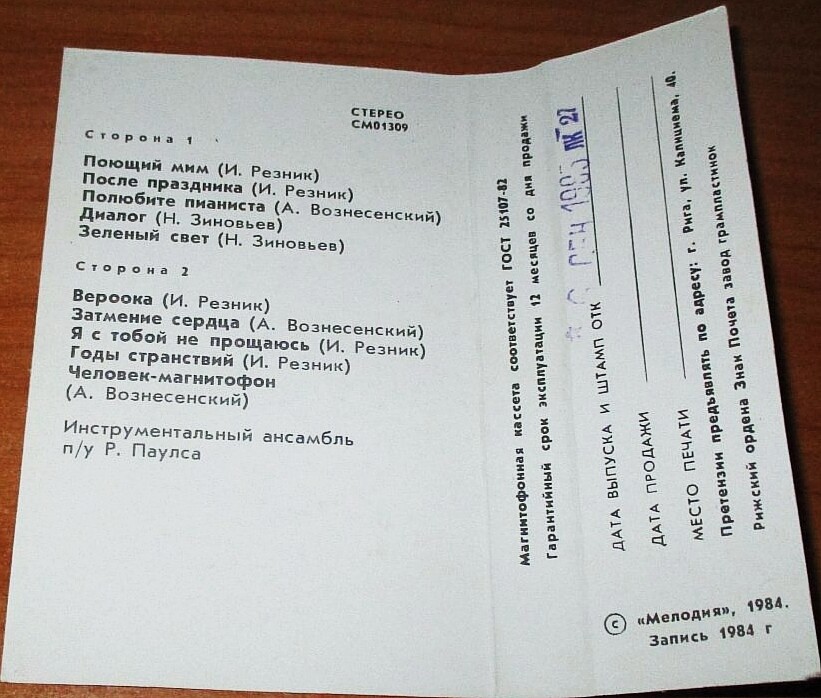 СТЕРЕО
СМ01309
Сторона 1
Поющий мим (И. Резник)
После праздника (И. Резник)
Полюбите пианиста (А. Вознесенский)
Диалог (Н. Зиновьев)
Зеленый свет (Н. Зиновьев)
Сторона 2
Вероока (И. Резник)
Затмение сердца (А. Вознесенский)
Я с тобой не прощаюсь (И. Резник)
Годы странствий (И. Резник)
Человек-магнитофон
(А. Вознесенский)
Инструментальный ансамбль
п/у Р. Паулса
Магнитофонная кассета соответствует ГОСТ 25107-82
Гарантийный срок эксплуатации 12 месяцев со дня продажи
ДАТА ВЫПУСКА И ШТАМП ОТК
ДАТА ПРОДАЖИ
МЕСТО ПЕЧАТИ
Претензии предъявлять по адресу: г. Рига, ул. Калициема, 40.
Рижский ордена Знак Почета завод грампластинок
© «Мелодия», 1984.
Запись 1984 г